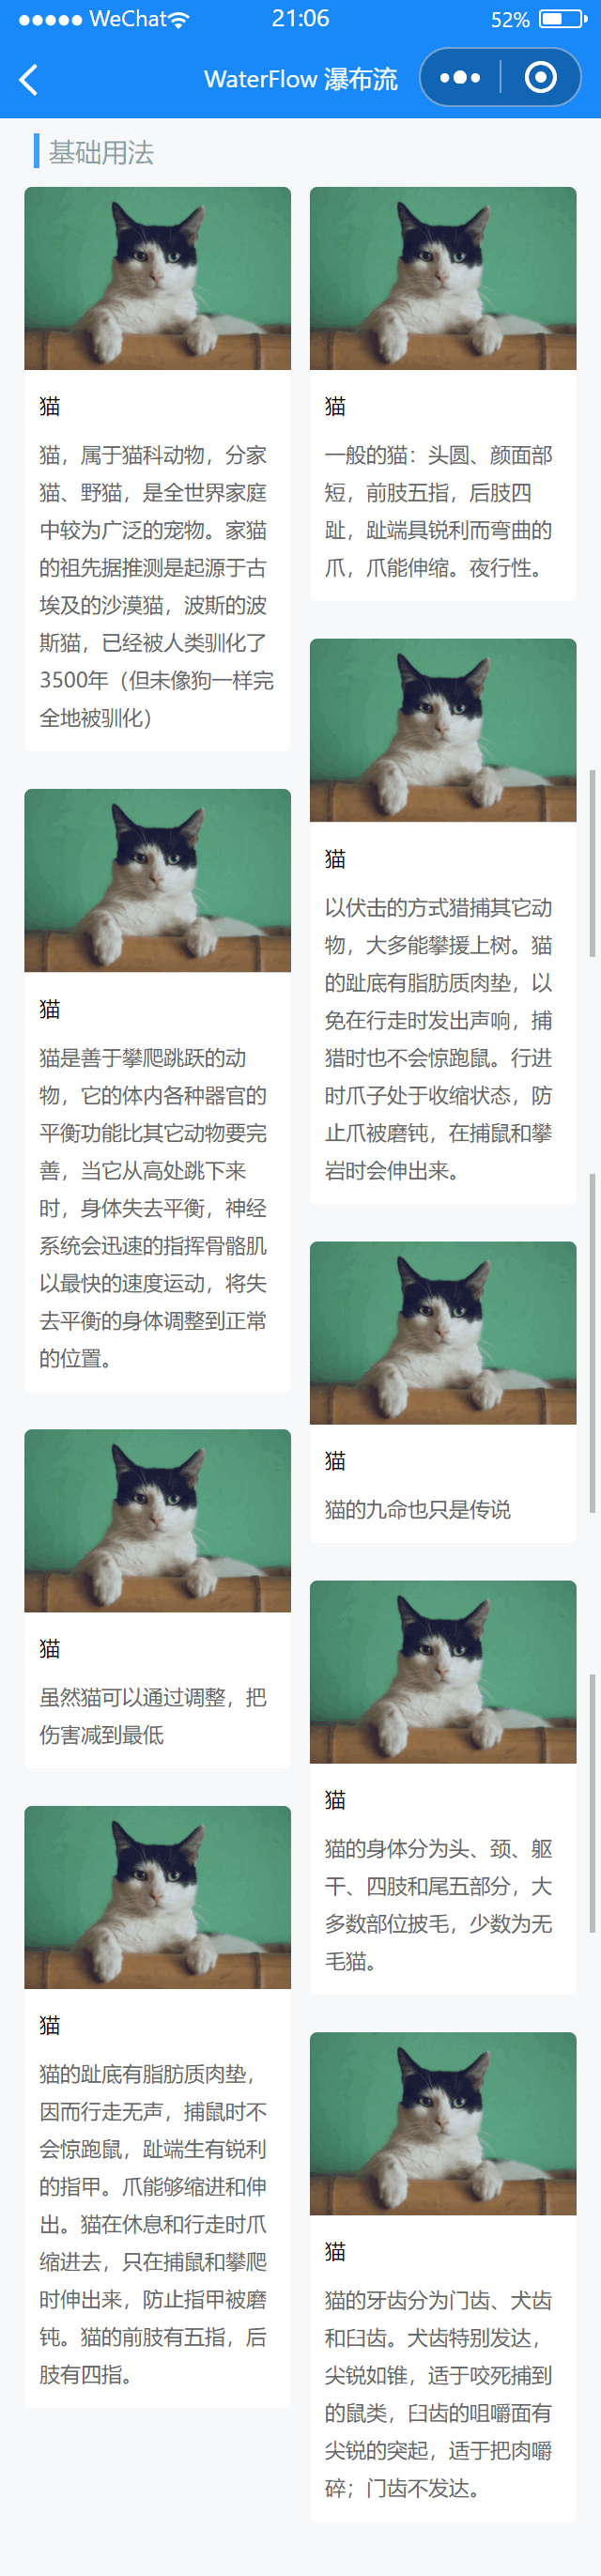 WeChat
21:06
52%
WaterFlow 瀑布流
基础用法
猫
猫，属于猫科动物，分家
猫、野猫，是全世界家庭
中较为广泛的宠物。家猫
的祖先据推测是起源于古
埃及的沙漠猫，波斯的波
斯猫，已经被人类驯化了
3500年（但未像狗一样完
全地被驯化）
猫
猫是善于攀爬跳跃的动
物，它的体内各种器官的
平衡功能比其它动物要完
善，当它从高处跳下来
时，身体失去平衡，神经
系统会迅速的指挥骨骼肌
以最快的速度运动，将失
去平衡的身体调整到正常
的位置。
猫
虽然猫可以通过调整，把
伤害减到最低
猫
猫的趾底有脂肪质肉垫，
因而行走无声，捕鼠时不
会惊跑鼠，趾端生有锐利
的指甲。爪能够缩进和伸
出。猫在休息和行走时爪
缩进去，只在捕鼠和攀爬
时伸出来，防止指甲被磨
钝。猫的前肢有五指，后
肢有四指。
猫
一般的猫：头圆、颜面部
短，前肢五指，后肢四
趾，趾端具锐利而弯曲的
爪，爪能伸缩。夜行性。
猫
以伏击的方式猎捕其它动
物，大多能攀援上树。猫
的趾底有脂肪质肉垫，以
免在行走时发出声响，捕
猎时也不会惊跑鼠。行进
时爪子处于收缩状态，防
止爪被磨钝，在捕鼠和攀
岩时会伸出来。
猫
猫的九命也只是传说
猫
猫的身体分为头、颈、躯
干、四肢和尾五部分，大
多数部位披毛，少数为无
毛猫。
猫
猫的牙齿分为门齿、犬齿
和臼齿。犬齿特别发达，
尖锐如锥，适于咬死捕到
的鼠类，臼齿的咀嚼面有
尖锐的突起，适于把肉嚼
碎；门齿不发达。